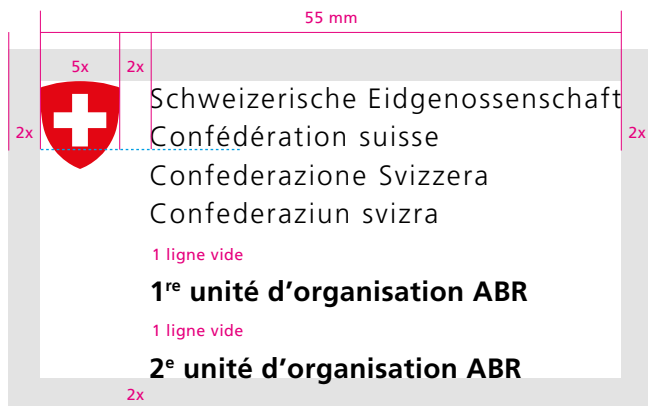 55 mm
5x 2x
2x
Schweizerische Eidgenossenschaft
Confédération suisse
2x
Confederazione Svizzera
Confederaziun svizra
1 ligne vide
1re unité d’organisation ABR
1 ligne vide
2e unité d’organisation ABR
2x